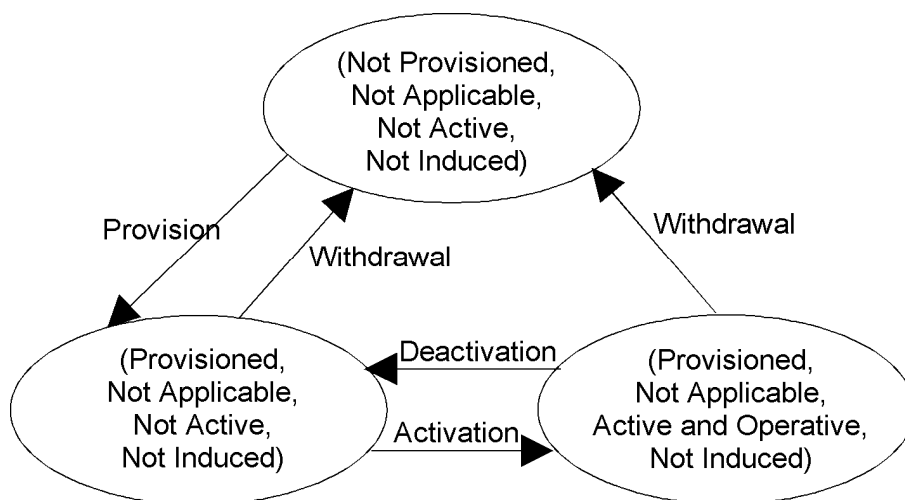 (Not Provisioned,
Not Applicable,
Not Active,
Not Induced)
Provision
Withdrawal
Withdrawal
(Provisioned,
Not Applicable,
Not Active,
Not Induced)
Deactivation
Activation
(Provisioned,
Not Applicable,
Active and Operative,
Not Induced)